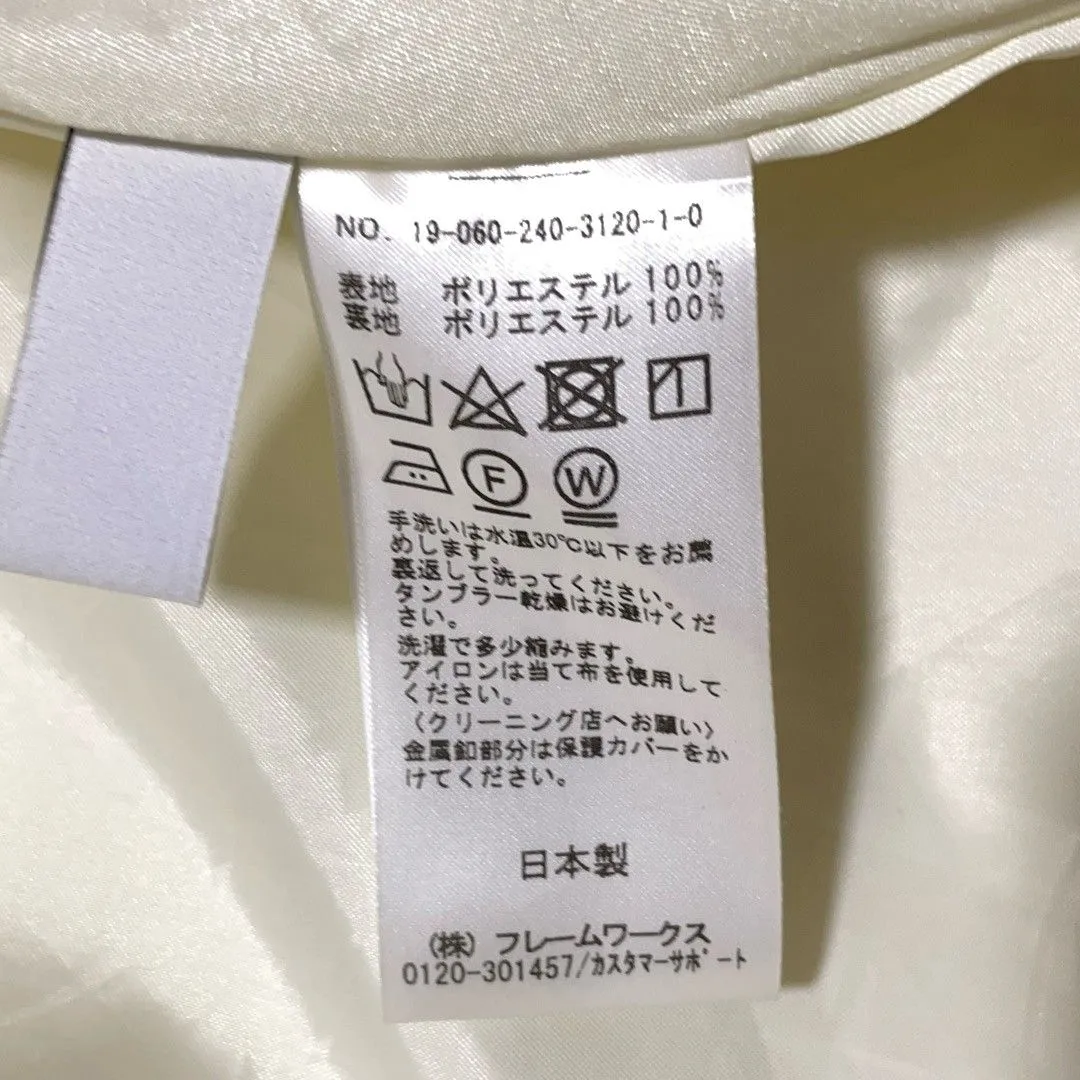 NO. 19-060-240-3120-1-0
表地 ポリエステル 100%
裏地 ポリエステル 100%
F W
手洗いは水温30℃以下をお薦
めします。
裏返して洗ってください。
タンブラー乾燥はお避けくだ
さい。
洗濯で多少縮みます。
アイロンは当て布を使用して
ください。
〈クリーニング店へお願い〉
金属釦部分は保護カバーをか
けてください。
日本製
(株) フレームワークス
0120-301457/カスタマーサポート